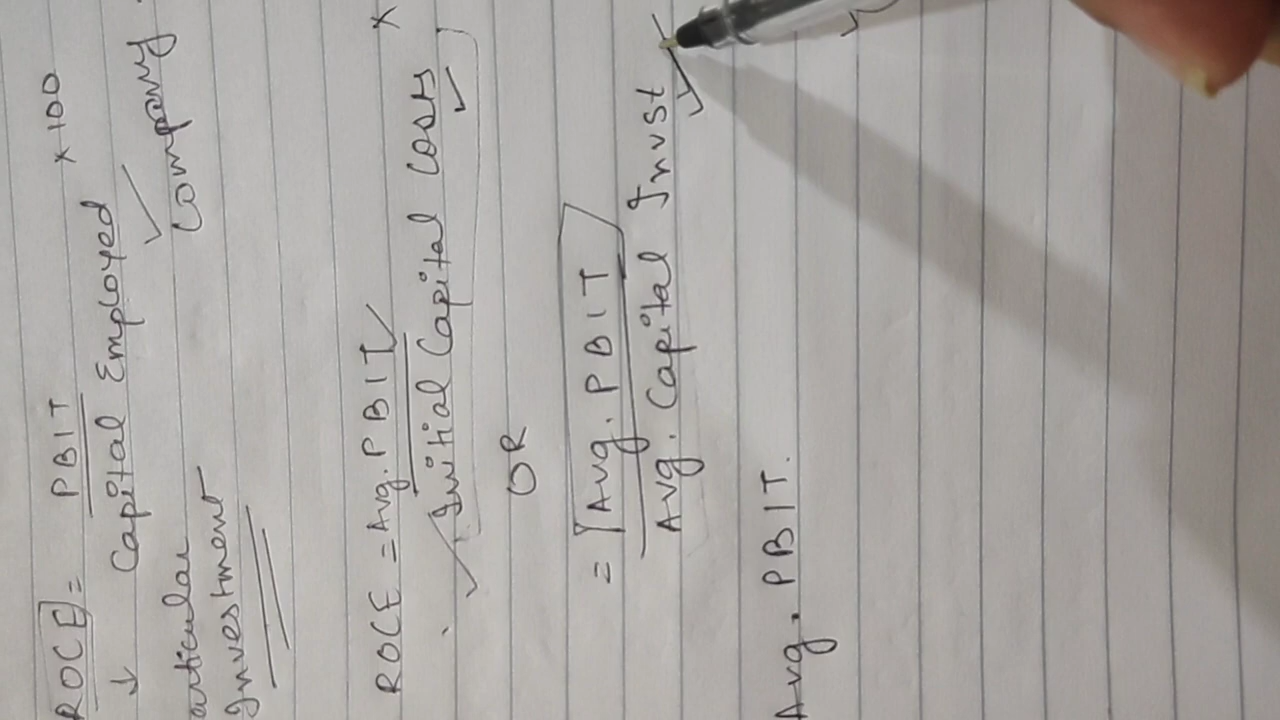 ROCE = PBIT × 100
Capital Employed
articular Company
Investment
ROCE = Avg. PBIT ×
Initial Capital Costs
OR
= Avg. PBIT
Avg. Capital Invst
Avg. PBIT.